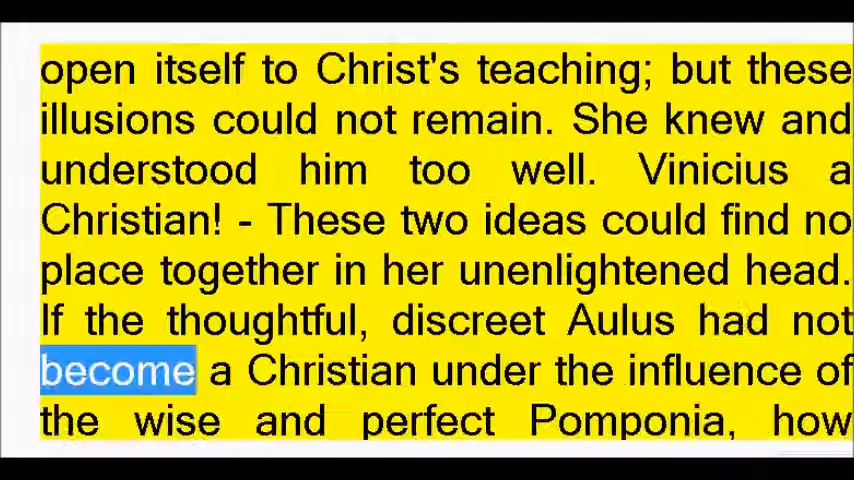 open itself to Christ's teaching; but these
illusions could not remain. She knew and
understood him too well. Vinicius a
Christian! - These two ideas could find no
place together in her unenlightened head.
If the thoughtful, discreet Aulus had not
become a Christian under the influence of
the wise and perfect Pomponia, how